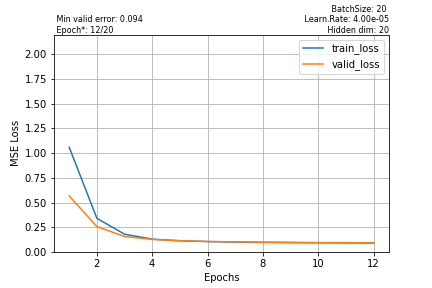 BatchSize: 20
Min valid error: 0.094
Learn.Rate: 4.00e-05
Epoch*: 12/20
Hidden dim: 20
train_loss
valid_loss
2.00
1.75
1.50
1.25
1.00
0.75
0.50
0.25
0.00
MSE Loss
2 4 6 8 10 12
Epochs